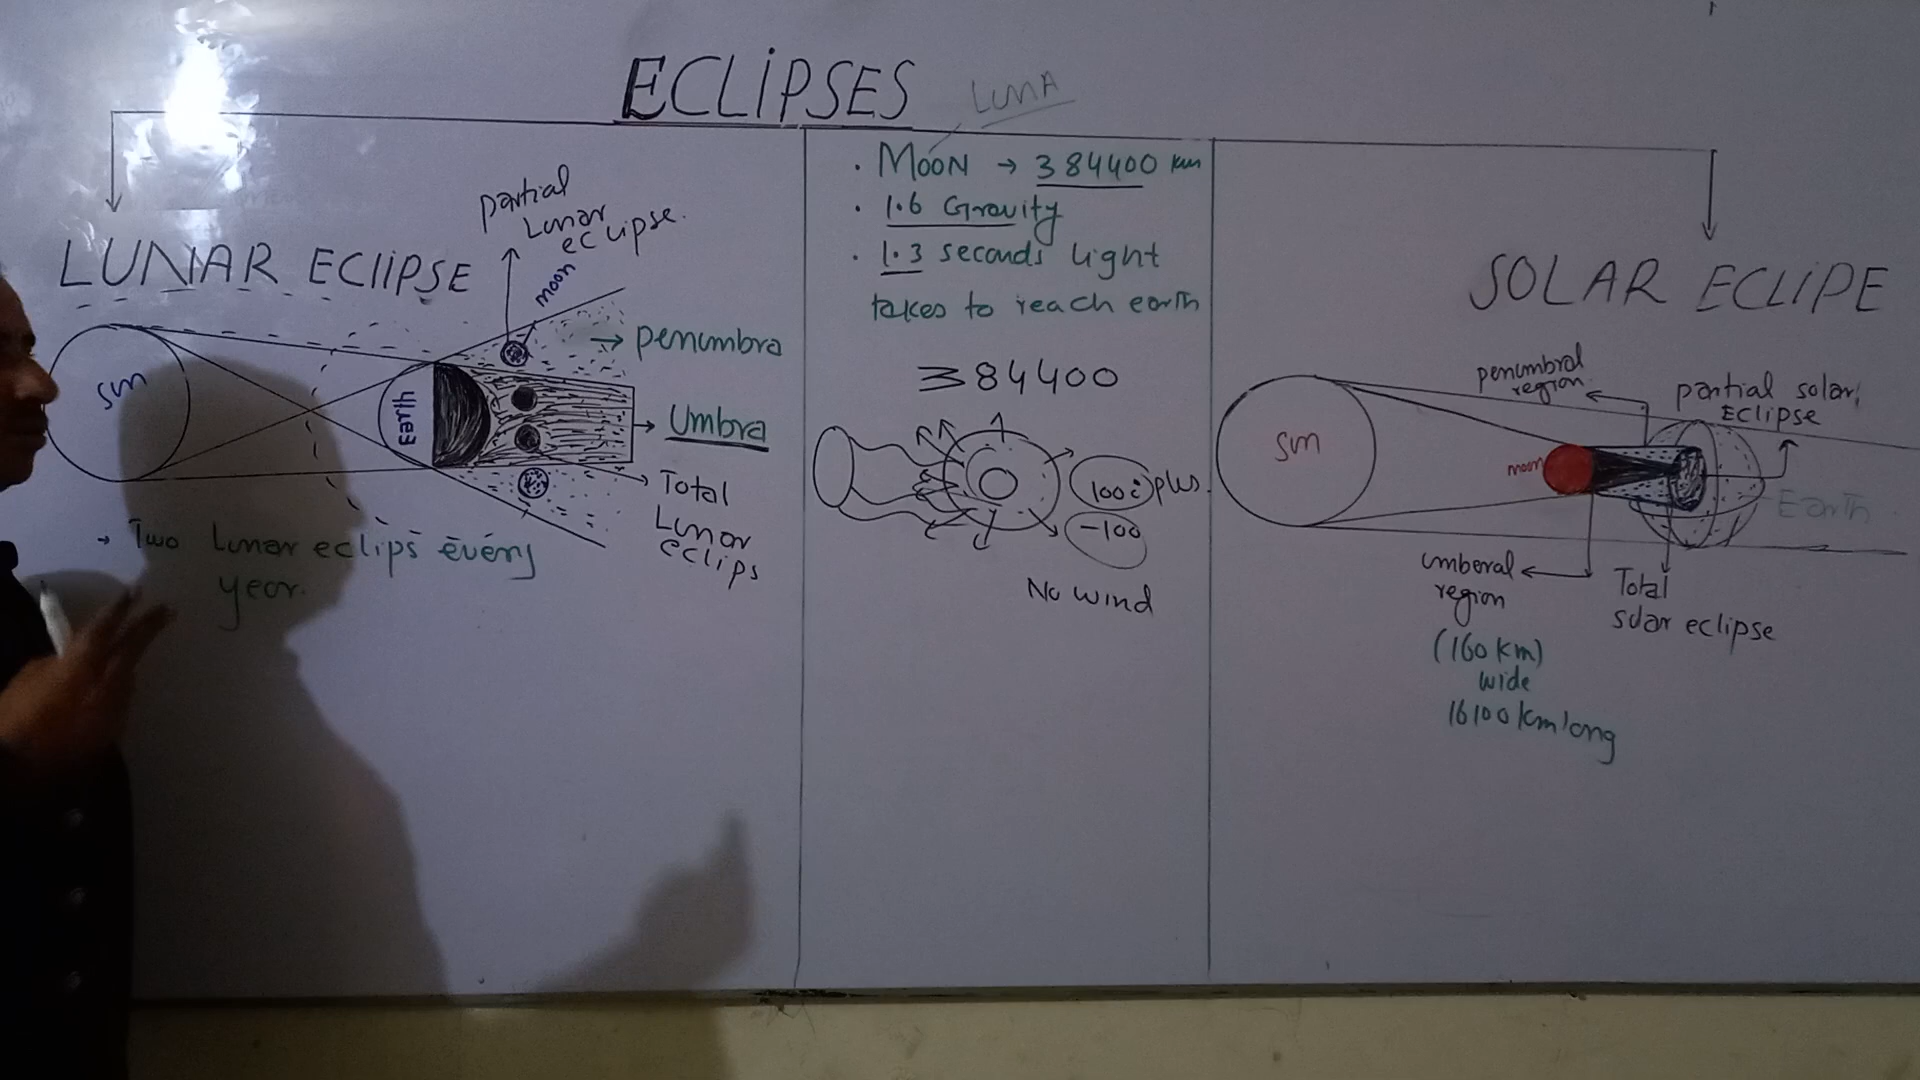 ECLIPSES
LUNA
LUNAR ECIIPSE
partial
Lunar
eclipse.
moon
sun
Earth
→ penumbra
→ Umbra
Total
Lunar
eclips
→ Two Lunar eclips every
year.
. MOON → 384400 km
. 1.6 Gravity
. 1.3 seconds light
takes to reach earth
384400
100c plus.
-100
No wind
SOLAR ECLIPE
penumbral
region
partial solar
Eclipse
sun
moon
Earth
umberal
region
(160 km)
wide
16100 km long
Total
solar eclipse